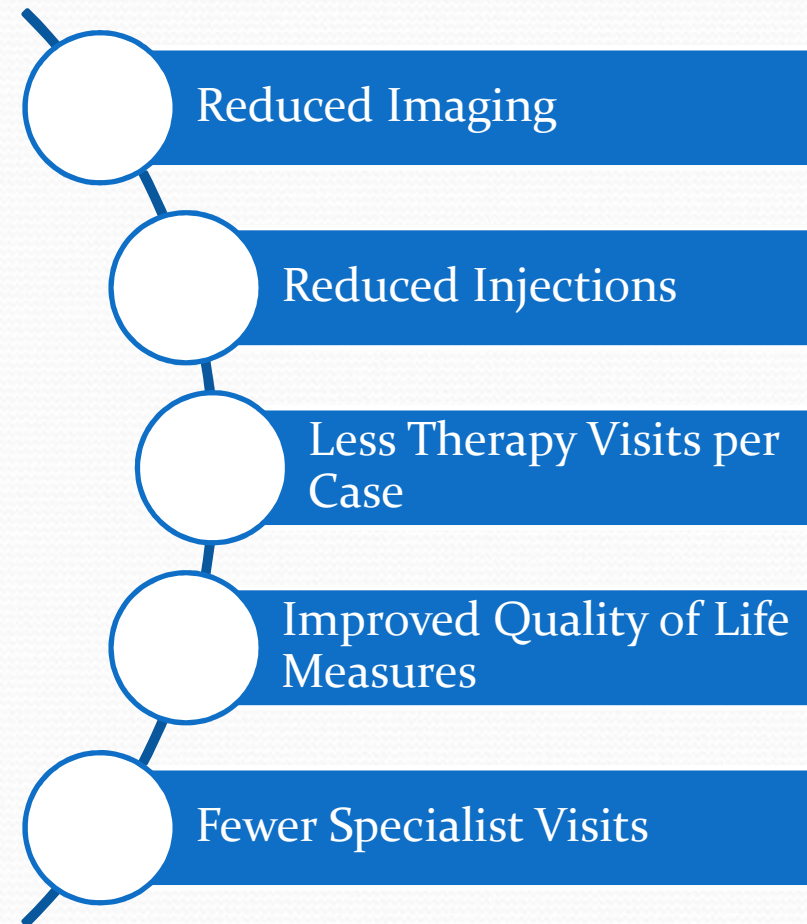 Reduced Imaging
Reduced Injections
Less Therapy Visits per
Case
Improved Quality of Life
Measures
Fewer Specialist Visits